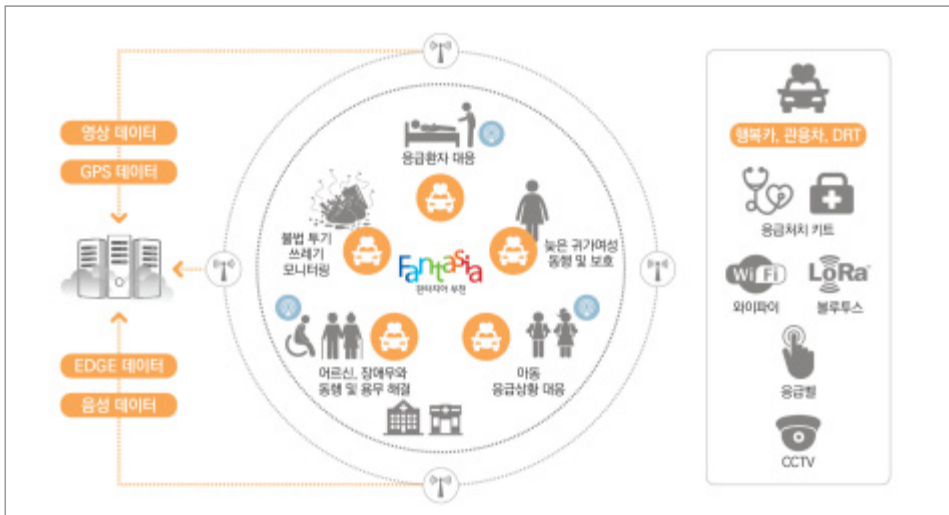 영상 데이터
GPS 데이터
EDGE 데이터
음성 데이터
응급환자 대응
불법 투기
쓰레기
모니터링
늦은 귀가여성
동행 및 보호
Fantasia
판타지아 부천
어르신, 장애우와
동행 및 용무 해결
아동
응급상황 대응
행복카, 관용차, DRT
응급처치 키트
WiFi
와이파이
LoRa
블루투스
응급벨
CCTV